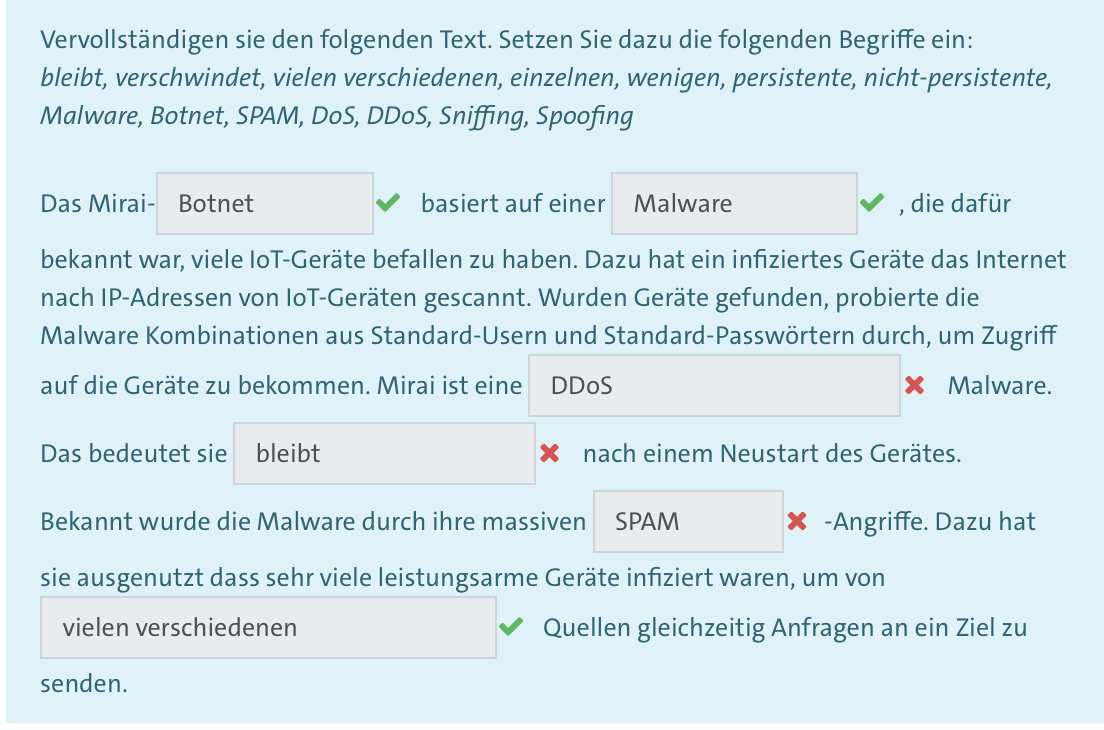 Vervollständigen sie den folgenden Text. Setzen Sie dazu die folgenden Begriffe ein:
bleibt, verschwindet, vielen verschiedenen, einzelnen, wenigen, persistente, nicht-persistente,
Malware, Botnet, SPAM, DoS, DDoS, Sniffing, Spoofing
Das Mirai- Botnet basiert auf einer Malware , die dafür
bekannt war, viele IoT-Geräte befallen zu haben. Dazu hat ein infiziertes Geräte das Internet
nach IP-Adressen von IoT-Geräten gescannt. Wurden Geräte gefunden, probierte die
Malware Kombinationen aus Standard-Usern und Standard-Passwörtern durch, um Zugriff
auf die Geräte zu bekommen. Mirai ist eine DDoS Malware.
Das bedeutet sie bleibt nach einem Neustart des Gerätes.
Bekannt wurde die Malware durch ihre massiven SPAM -Angriffe. Dazu hat
sie ausgenutzt dass sehr viele leistungsarme Geräte infiziert waren, um von
vielen verschiedenen Quellen gleichzeitig Anfragen an ein Ziel zu
senden.